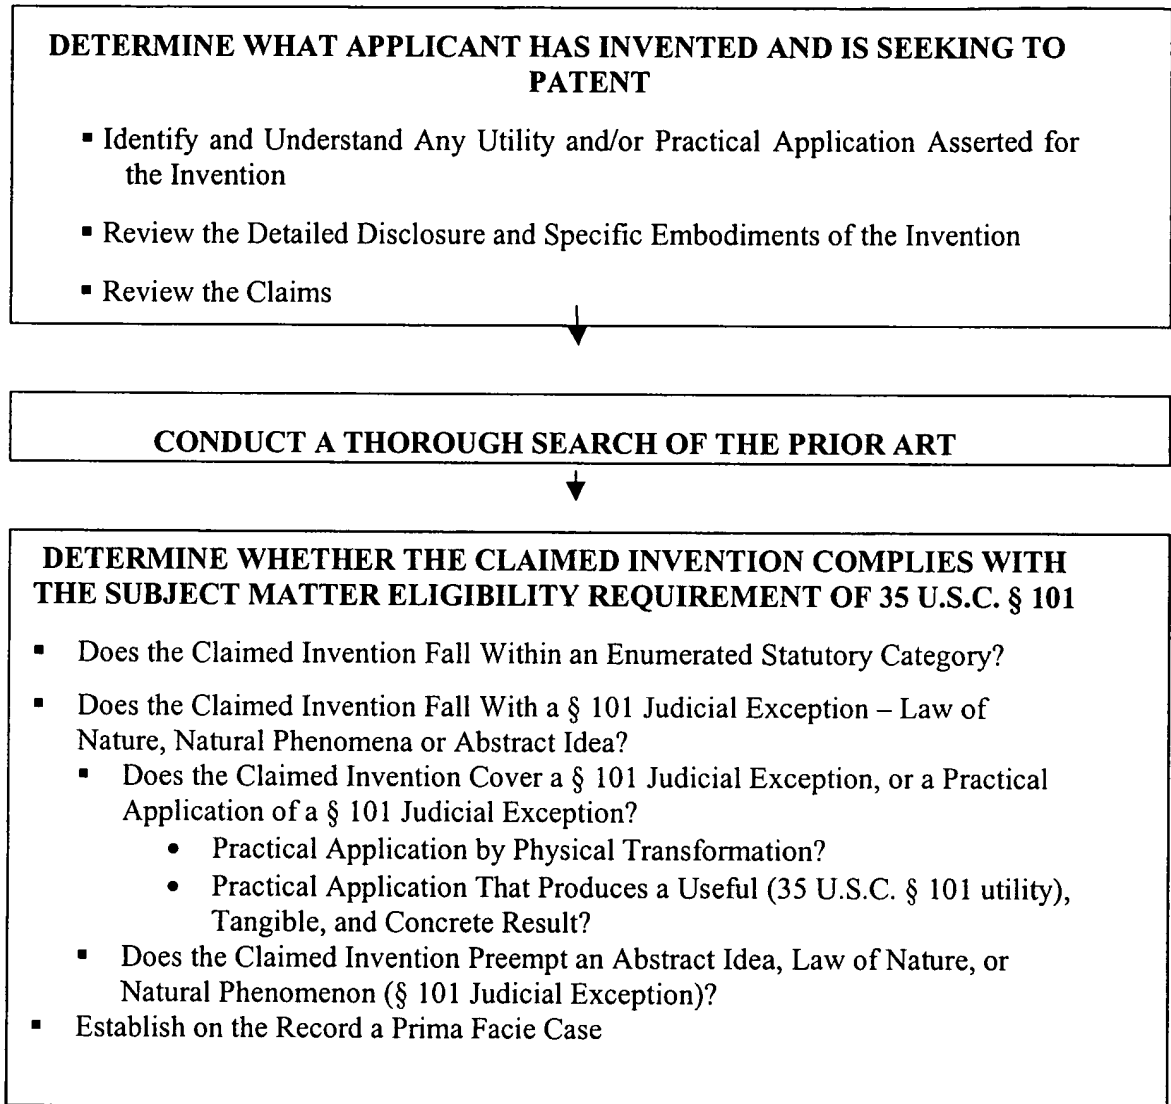 DETERMINE WHAT APPLICANT HAS INVENTED AND IS SEEKING TO
PATENT
▪ Identify and Understand Any Utility and/or Practical Application Asserted for
the Invention
▪ Review the Detailed Disclosure and Specific Embodiments of the Invention
▪ Review the Claims
CONDUCT A THOROUGH SEARCH OF THE PRIOR ART
DETERMINE WHETHER THE CLAIMED INVENTION COMPLIES WITH
THE SUBJECT MATTER ELIGIBILITY REQUIREMENT OF 35 U.S.C. § 101
▪ Does the Claimed Invention Fall Within an Enumerated Statutory Category?
▪ Does the Claimed Invention Fall With a § 101 Judicial Exception – Law of
Nature, Natural Phenomena or Abstract Idea?
▪ Does the Claimed Invention Cover a § 101 Judicial Exception, or a Practical
Application of a § 101 Judicial Exception?
• Practical Application by Physical Transformation?
• Practical Application That Produces a Useful (35 U.S.C. § 101 utility),
Tangible, and Concrete Result?
▪ Does the Claimed Invention Preempt an Abstract Idea, Law of Nature, or
Natural Phenomenon (§ 101 Judicial Exception)?
▪ Establish on the Record a Prima Facie Case